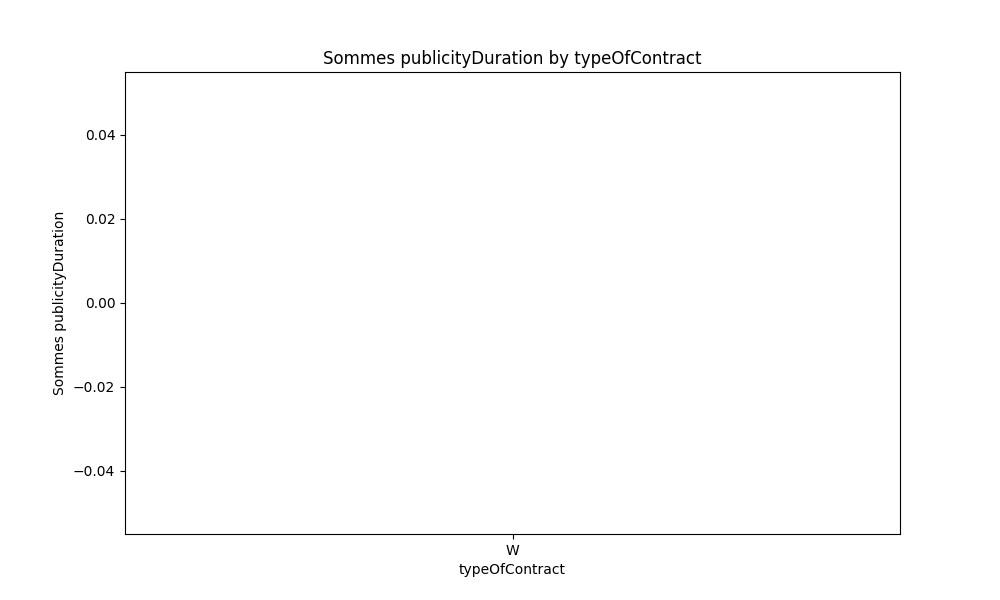 Sommes publicityDuration by typeOfContract
0.04
0.02
0.00
−0.02
−0.04
Sommes publicityDuration
W
typeOfContract